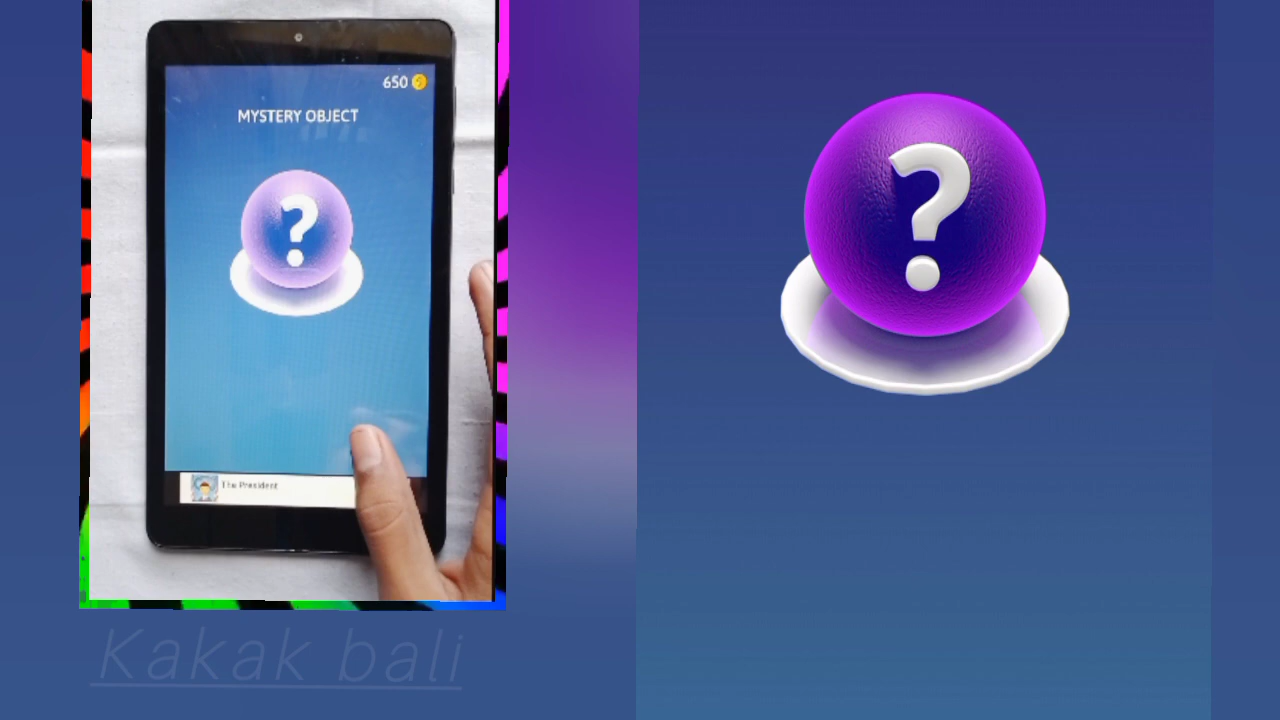 650
MYSTERY OBJECT
?
The President
?
Kakak bali